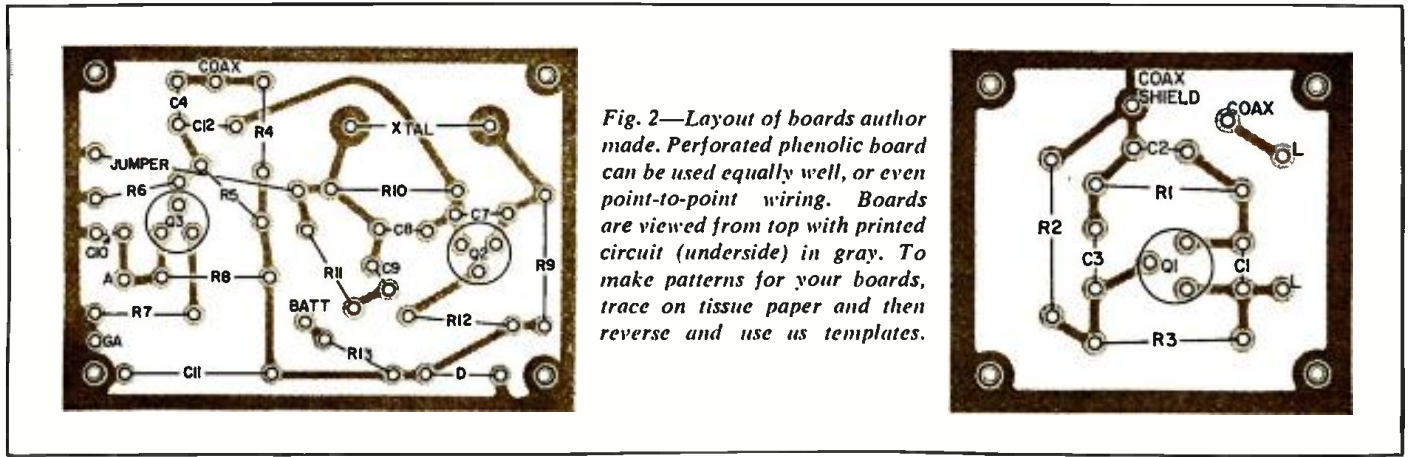 COAX
C4
C12
R4
XTAL
JUMPER
R6
R5
R10
Q3
C8
C7
C10
Q2
A
R8
R11
C9
R9
BATT
R7
R12
GA
R13
C11
D
Fig. 2—Layout of boards author
made. Perforated phenolic board
can be used equally well, or even
point-to-point wiring. Boards
are viewed from top with printed
circuit (underside) in gray. To
make patterns for your boards,
trace on tissue paper and then
reverse and use us templates.
COAX
SHIELD
COAX
C2
L
R1
R2
C3
Q1
C1
L
R3